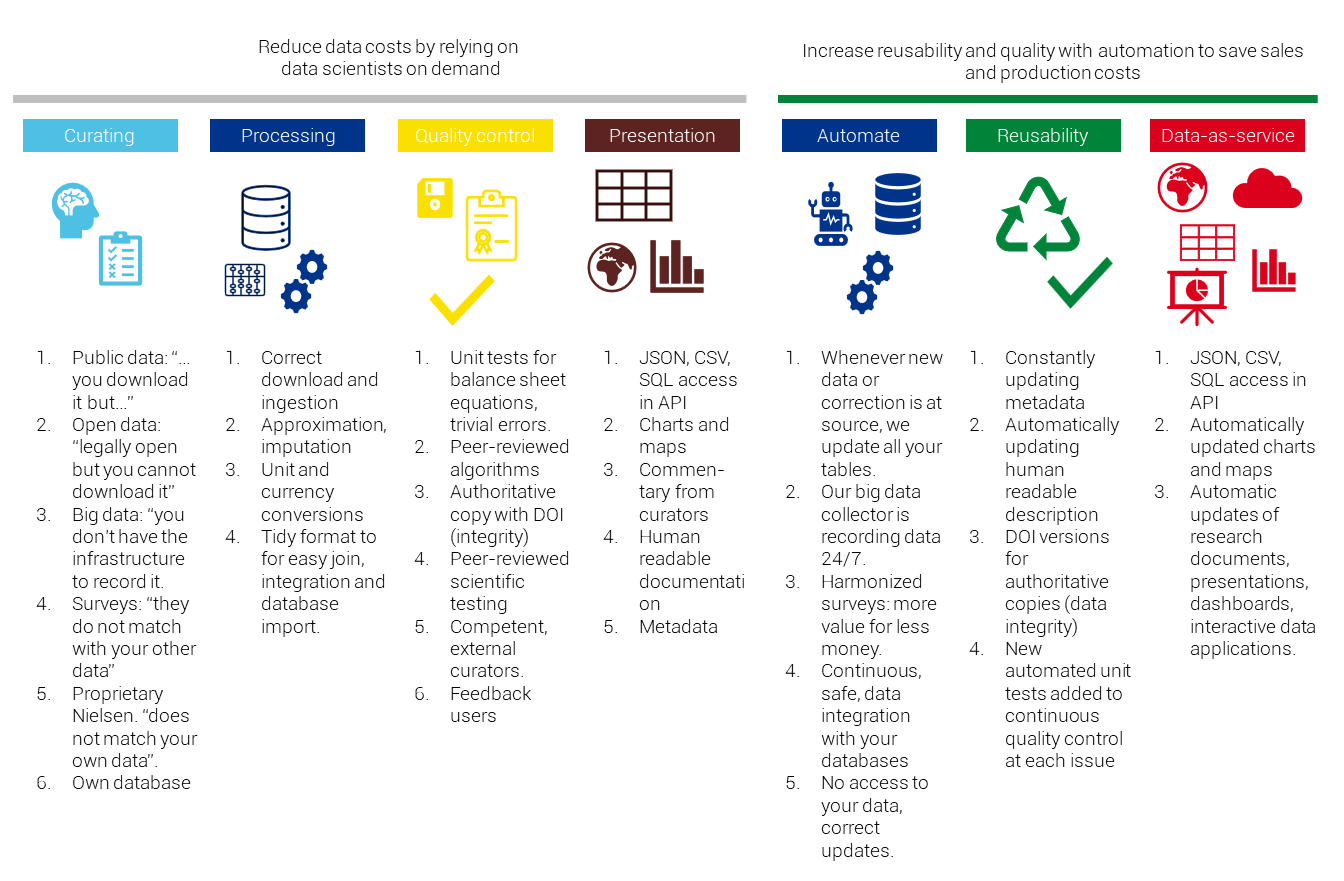 Reduce data costs by relying on
data scientists on demand
Increase reusability and quality with automation to save sales
and production costs
Curating
Processing
Quality control
Presentation
Automate
Reusability
Data-as-service
1. Public data: “...
you download
it but...”
2. Open data:
“legally open
but you cannot
download it”
3. Big data: “you
don’t have the
infrastructure
to record it.
4. Surveys: “they
do not match
with your other
data”
5. Proprietary
Nielsen. “does
not match your
own data”.
6. Own database
1. Correct
download and
ingestion
2. Approximation,
imputation
3. Unit and
currency
conversions
4. Tidy format to
for easy join,
integration and
database
import.
1. Unit tests for
balance sheet
equations,
trivial errors.
2. Peer-reviewed
algorithms
3. Authoritative
copy with DOI
(integrity)
4. Peer-reviewed
scientific
testing
5. Competent,
external
curators.
6. Feedback
users
1. JSON, CSV,
SQL access
in API
2. Charts and
maps
3. Commen-
tary from
curators
4. Human
readable
documentati
on
5. Metadata
1. Whenever new
data or
correction is at
source, we
update all your
tables.
2. Our big data
collector is
recording data
24/7.
3. Harmonized
surveys: more
value for less
money.
4. Continuous,
safe, data
integration
with your
databases
5. No access to
your data,
correct
updates.
1. Constantly
updating
metadata
2. Automatically
updating
human
readable
description
3. DOI versions
for
authoritative
copies (data
integrity)
4. New
automated unit
tests added to
continuous
quality control
at each issue
1. JSON, CSV,
SQL access in
API
2. Automatically
updated charts
and maps
3. Automatic
updates of
research
documents,
presentations,
dashboards,
interactive data
applications.